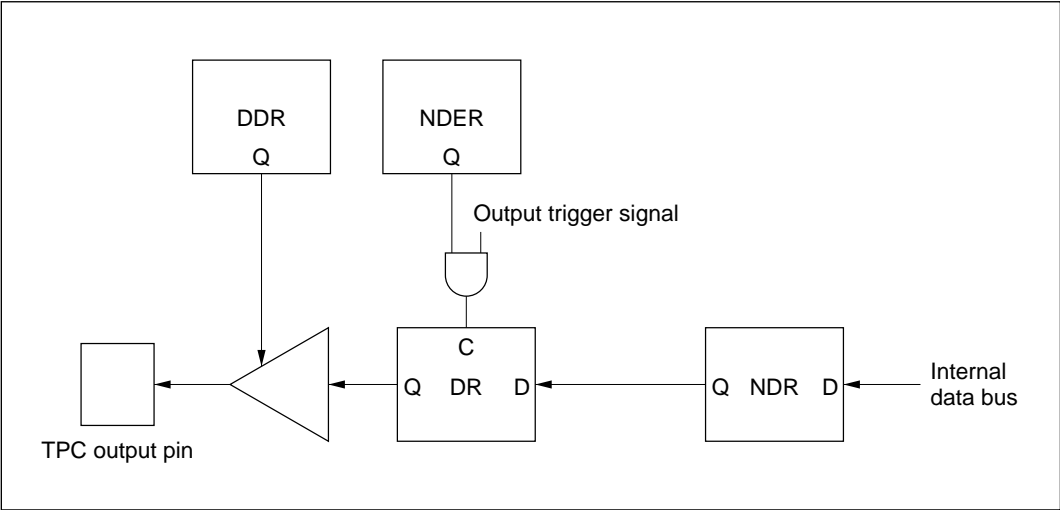 DDR
Q
NDER
Q
Output trigger signal
C
Q DR D
Q NDR D
Internal
data bus
TPC output pin